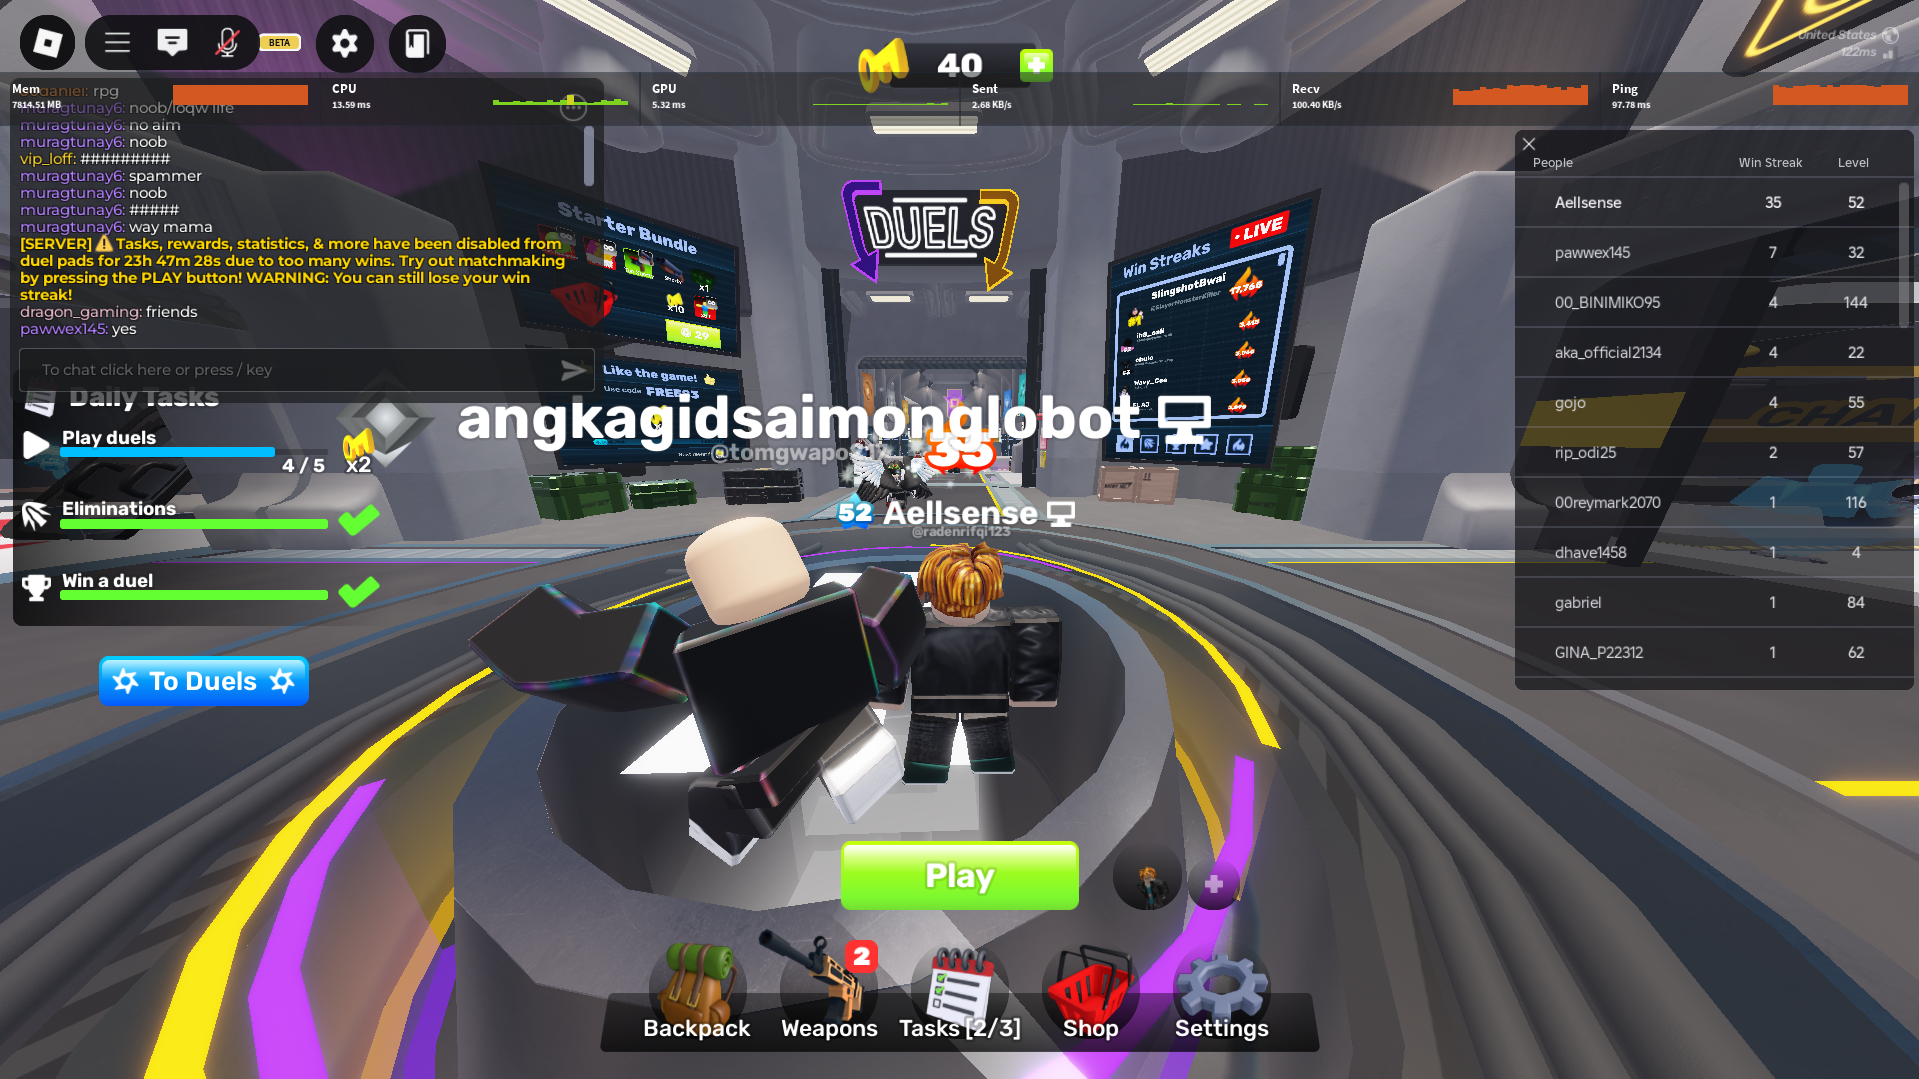 BETA
40
United States
122ms
Mem
7814.51 MB
CPU
13.59 ms
GPU
5.32 ms
Sent
2.68 KB/s
Recv
100.40 KB/s
Ping
97.78 ms
rpg
muragtunay6: noob/logw life
muragtunay6: no aim
muragtunay6: noob
vip_loff: #########
muragtunay6: spammer
muragtunay6: noob
muragtunay6: #####
muragtunay6: way mama
[SERVER]⚠️Tasks, rewards, statistics, & more have been disabled from
duel pads for 23h 47m 28s due to too many wins. Try out matchmaking
by pressing the PLAY button! WARNING: You can still lose your win
streak!
dragon_gaming: friends
pawwex145: yes
To chat click here or press / key
Daily Tasks
Play duels
4 / 5
x2
Eliminations
Win a duel
To Duels
Starter Bundle
x1
x10
29
Like the game!
Use code FREE83
DUELS
LIVE
Win Streaks
SlingshotBwai
17,768
angkagidsaimonglobot
35
52 Aellsense
@radenrifqi123
People Win Streak Level
Aellsense 35 52
pawwex145 7 32
00_BINIMIKO95 4 144
aka_official2134 4 22
gojo 4 55
rip_odi25 2 57
00reymark2070 1 116
dhave1458 1 4
gabriel 1 84
GINA_P22312 1 62
Play
2
Backpack
Weapons
Tasks [2/3]
Shop
Settings